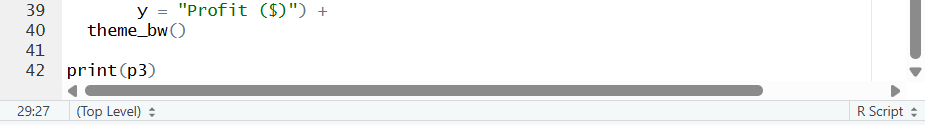 39 y = "Profit ($)") +
40 theme_bw()
41
42 print(p3)
29:27 (Top Level) R Script